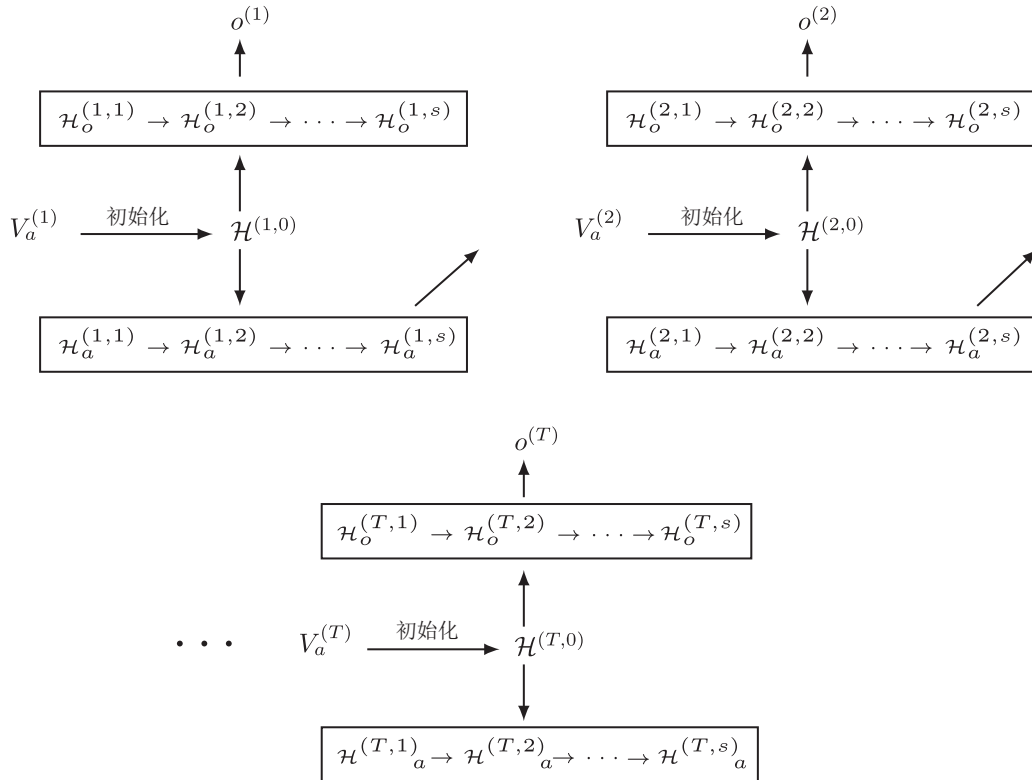 o^{(1)}
ℋ_o^{(1,1)} → ℋ_o^{(1,2)} → · · · → ℋ_o^{(1,s)}
V_a^{(1)} 初始化 ℋ^{(1,0)}
ℋ_a^{(1,1)} → ℋ_a^{(1,2)} → · · · → ℋ_a^{(1,s)}
o^{(2)}
ℋ_o^{(2,1)} → ℋ_o^{(2,2)} → · · · → ℋ_o^{(2,s)}
V_a^{(2)} 初始化 ℋ^{(2,0)}
ℋ_a^{(2,1)} → ℋ_a^{(2,2)} → · · · → ℋ_a^{(2,s)}
o^{(T)}
ℋ_o^{(T,1)} → ℋ_o^{(T,2)} → · · · → ℋ_o^{(T,s)}
· · · V_a^{(T)} 初始化 ℋ^{(T,0)}
ℋ^{(T,1)}_a → ℋ^{(T,2)}_a → · · · → ℋ^{(T,s)}_a